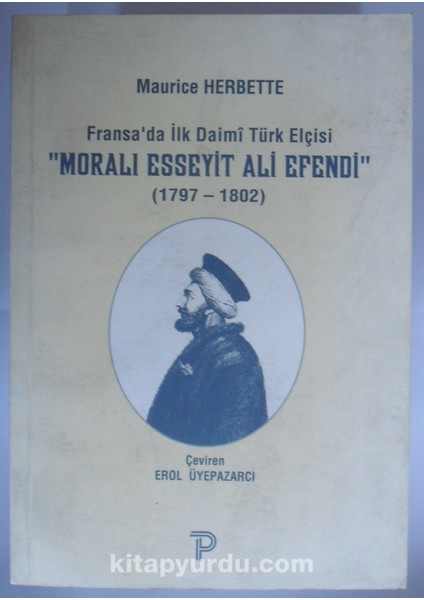 Maurice HERBETTE
Fransa'da İlk Daimî Türk Elçisi
"MORALI ESSEYİT ALİ EFENDİ"
(1797 – 1802)
Çeviren
EROL ÜYEPAZARCI
P
kitapyurdu.com